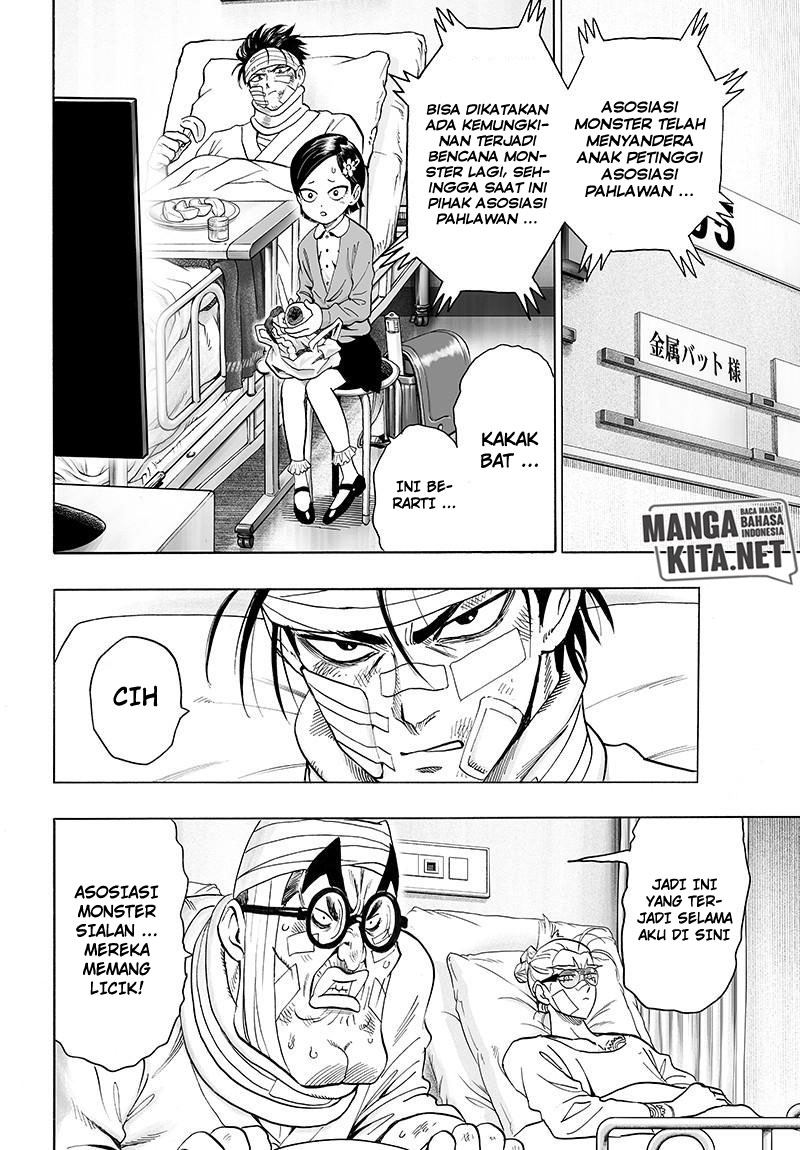 ASOSIASI
MONSTER TELAH
MENYANDERA
ANAK PETINGGI
ASOSIASI
PAHLAWAN ...
BISA DIKATAKAN
ADA KEMUNGKI-
NAN TERJADI
BENCANA MON-
STER LAGI, SEH-
INGGA SAAT INI
PIHAK ASOSIASI
PAHLAWAN ...
金属バット 様
KAKAK
BAT ...
INI BE-
RARTI ...
MANGA
KITA.NET
BACA MANGA
BAHASA
INDONESIA
CIH
JADI INI
YANG TER-
JADI SELAMA
AKU DI SINI
ASOSIASI
MONSTER
SIALAN ...
MEREKA
MEMANG
LICIK!